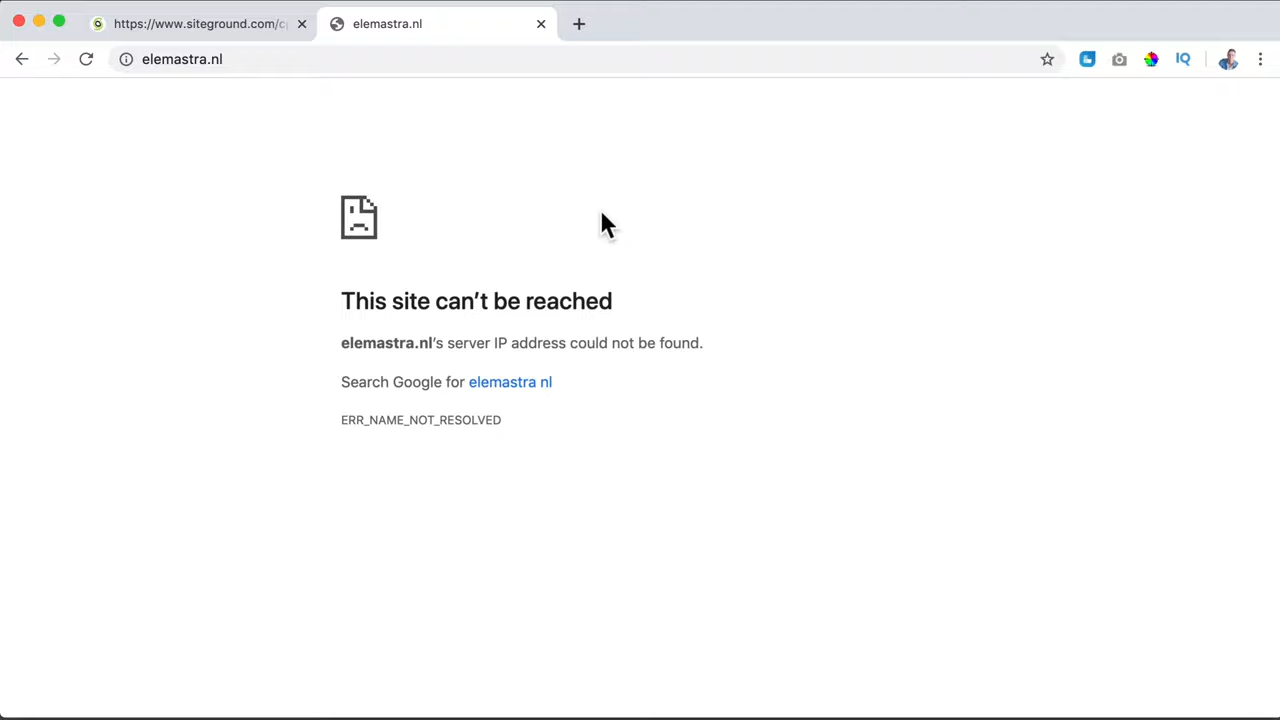 https://www.siteground.com/c
elemastra.nl
elemastra.nl
IQ
This site can't be reached
elemastra.nl's server IP address could not be found.
Search Google for elemastra nl
ERR_NAME_NOT_RESOLVED